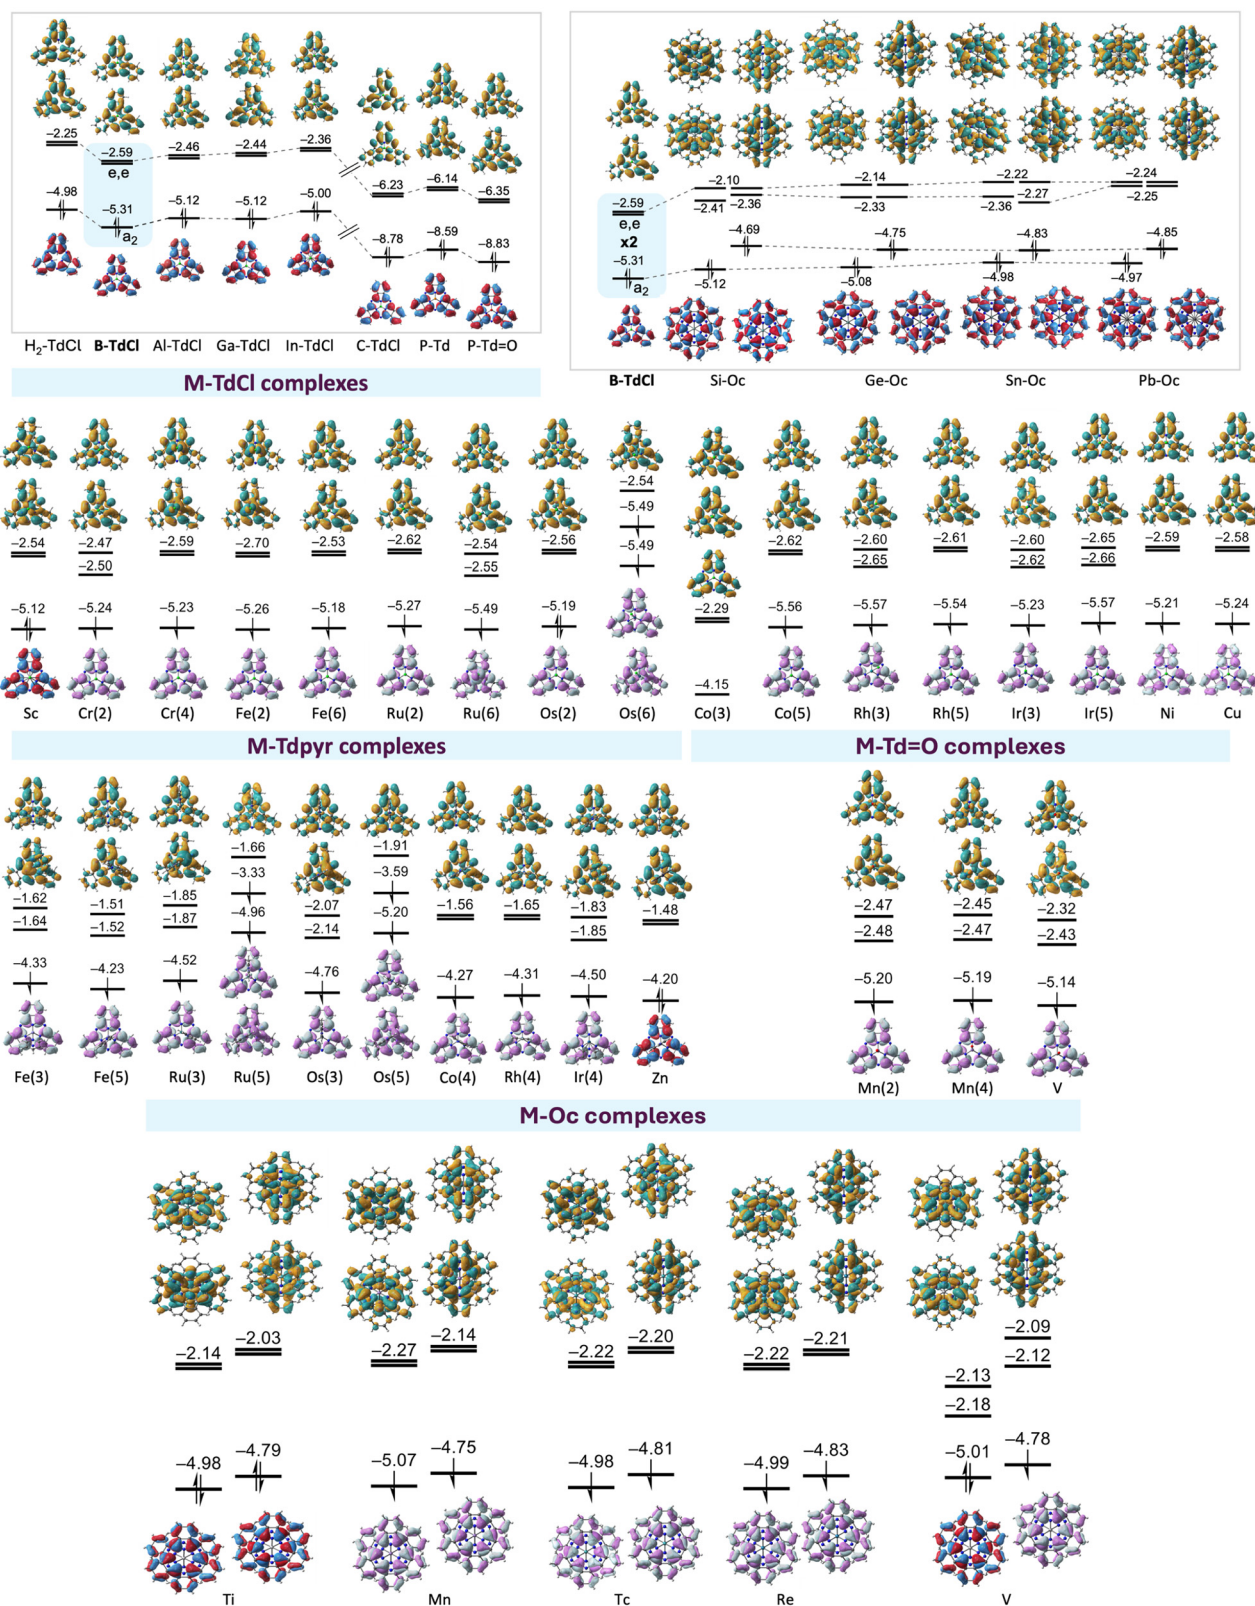 −2.25
−2.59
−2.46
−2.44
−2.36
e,e
−6.23
−6.14
−6.35
−4.98
−5.31
−5.12
−5.12
−5.00
a2
−8.78
−8.59
−8.83
H2-TdCl
B-TdCl
Al-TdCl
Ga-TdCl
In-TdCl
C-TdCl
P-Td
P-Td=O
−2.10
−2.14
−2.22
−2.24
−2.59
−2.41
−2.36
−2.33
−2.36
−2.27
−2.25
e,e
x2
−4.69
−4.75
−4.83
−4.85
−5.31
a2
−5.12
−5.08
−4.98
−4.97
B-TdCl
Si-Oc
Ge-Oc
Sn-Oc
Pb-Oc
M-TdCl complexes
−2.54
−2.47
−2.50
−2.59
−2.70
−2.53
−2.62
−2.54
−2.55
−2.56
−2.54
−5.49
−5.49
−2.29
−2.62
−2.60
−2.65
−2.61
−2.60
−2.62
−2.65
−2.66
−2.59
−2.58
−5.12
−5.24
−5.23
−5.26
−5.18
−5.27
−5.49
−5.19
−4.15
−5.56
−5.57
−5.54
−5.23
−5.57
−5.21
−5.24
Sc
Cr(2)
Cr(4)
Fe(2)
Fe(6)
Ru(2)
Ru(6)
Os(2)
Os(6)
Co(3)
Co(5)
Rh(3)
Rh(5)
Ir(3)
Ir(5)
Ni
Cu
M-Tdpyr complexes
M-Td=O complexes
−1.62
−1.64
−1.51
−1.52
−1.85
−1.87
−1.66
−3.33
−4.96
−2.07
−2.14
−1.91
−3.59
−5.20
−1.56
−1.65
−1.83
−1.85
−1.48
−4.33
−4.23
−4.52
−4.76
−4.27
−4.31
−4.50
−4.20
Fe(3)
Fe(5)
Ru(3)
Ru(5)
Os(3)
Os(5)
Co(4)
Rh(4)
Ir(4)
Zn
−2.47
−2.48
−2.45
−2.47
−2.32
−2.43
−5.20
−5.19
−5.14
Mn(2)
Mn(4)
V
M-Oc complexes
−2.14
−2.03
−2.27
−2.14
−2.22
−2.20
−2.22
−2.21
−2.09
−2.12
−2.13
−2.18
−4.98
−4.79
−5.07
−4.75
−4.98
−4.81
−4.99
−4.83
−5.01
−4.78
Ti
Mn
Tc
Re
V